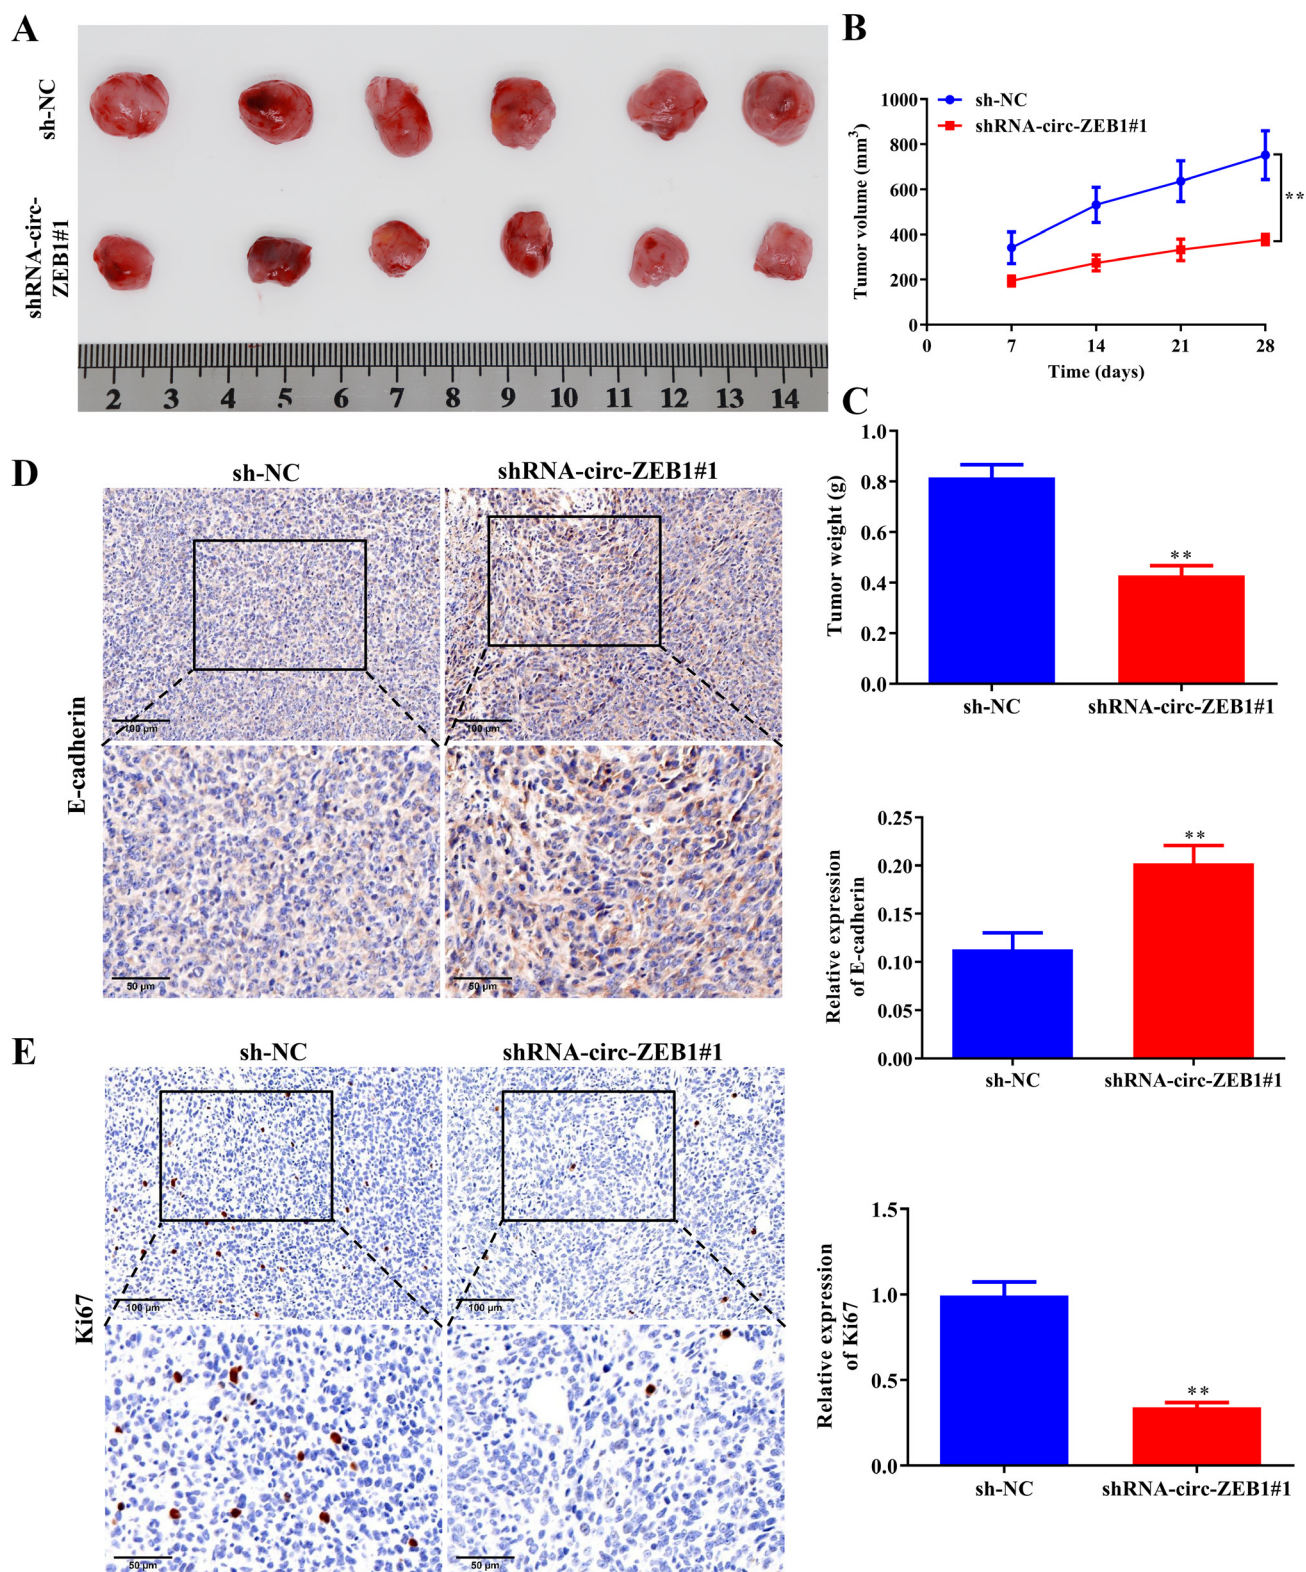 A
sh-NC
shRNA-circ-
ZEB1#1
2 3 4 5 6 7 8 9 10 11 12 13 14
B
sh-NC
shRNA-circ-ZEB1#1
Tumor volume (mm³)
1000
800
600
400
200
0
0 7 14 21 28
Time (days)
**
C
Tumor weight (g)
1.0
0.8
0.6
0.4
0.2
0.0
**
sh-NC shRNA-circ-ZEB1#1
D
sh-NC shRNA-circ-ZEB1#1
E-cadherin
100 µm 100 µm
50 µm 50 µm
Relative expression
of E-cadherin
0.25
0.20
0.15
0.10
0.05
0.00
**
sh-NC shRNA-circ-ZEB1#1
E
sh-NC shRNA-circ-ZEB1#1
Ki67
100 µm 100 µm
50 µm 50 µm
Relative expression
of Ki67
1.5
1.0
0.5
0.0
**
sh-NC shRNA-circ-ZEB1#1